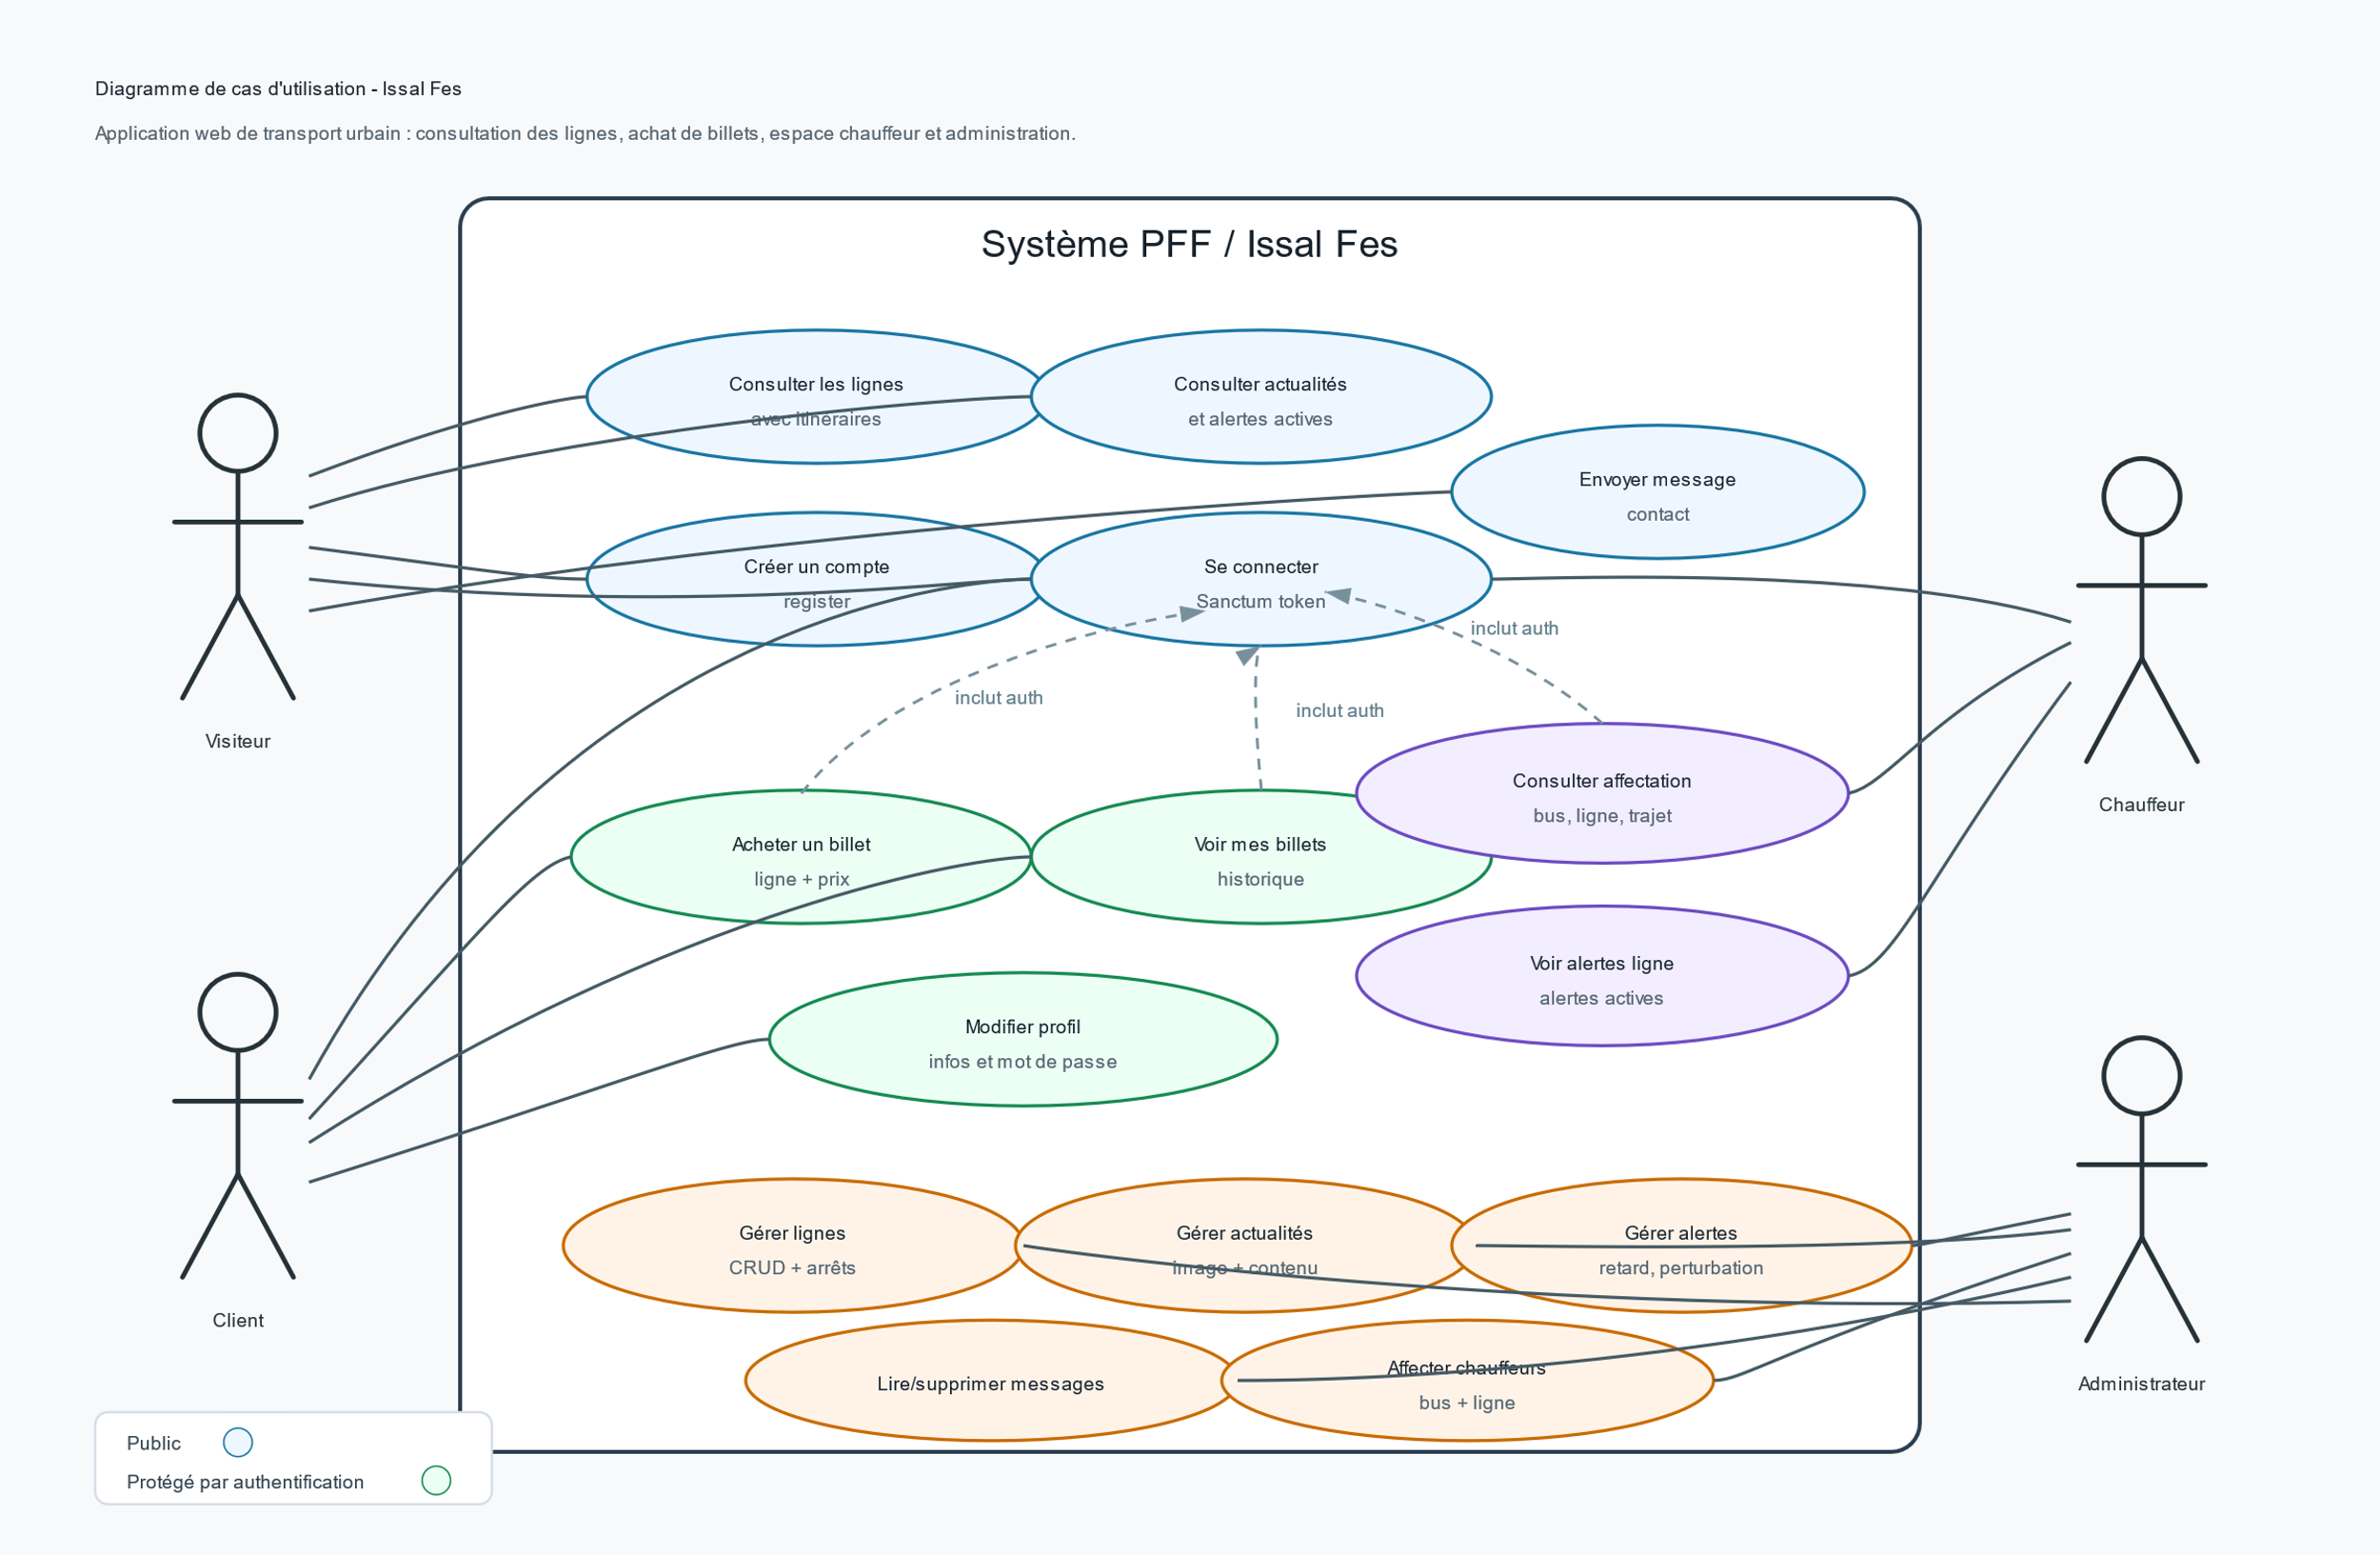 Diagramme de cas d'utilisation - Issal Fes
Application web de transport urbain : consultation des lignes, achat de billets, espace chauffeur et administration.
Système PFF / Issal Fes
Consulter les lignes
avec itinéraires
Consulter actualités
et alertes actives
Envoyer message
contact
Créer un compte
register
Se connecter
Sanctum token
inclut auth
inclut auth
inclut auth
Visiteur
Chauffeur
Consulter affectation
bus, ligne, trajet
Acheter un billet
ligne + prix
Voir mes billets
historique
Voir alertes ligne
alertes actives
Modifier profil
infos et mot de passe
Client
Administrateur
Gérer lignes
CRUD + arrêts
Gérer actualités
image + contenu
Gérer alertes
retard, perturbation
Lire/supprimer messages
Affecter chauffeurs
bus + ligne
Public
Protégé par authentification